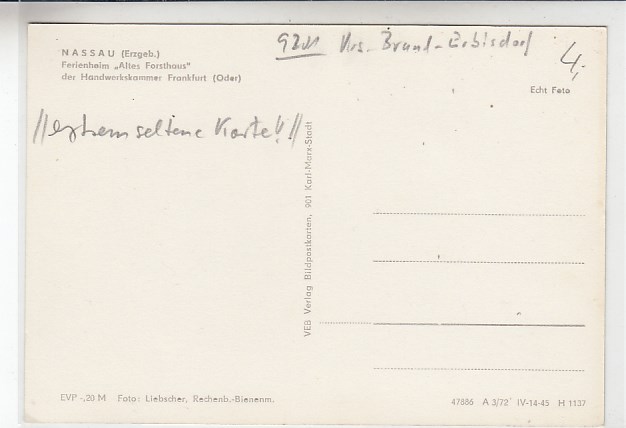 NASSAU (Erzgeb.)
Ferienheim „Altes Forsthaus"
der Handwerkskammer Frankfurt (Oder)
9201 Krs. Brand-Erbisdorf
4,-
Echt Foto
//extrem seltene Karte!!//
VEB Verlag Bildpostkarten, 901 Karl-Marx-Stadt
EVP -,20 M Foto: Liebscher, Rechenb.-Bienenm.
47886 A 3/72 IV-14-45 H 1137